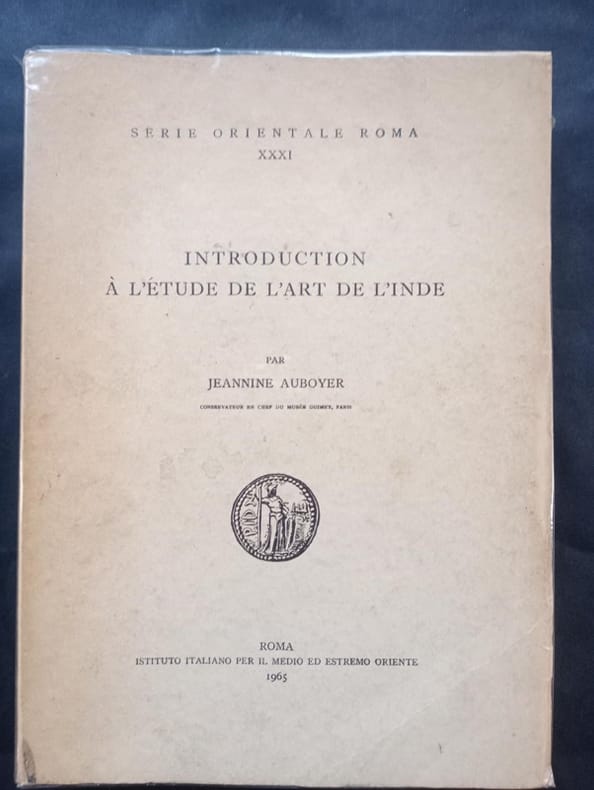 SERIE ORIENTALE ROMA
XXXI
INTRODUCTION
À L'ÉTUDE DE L'ART DE L'INDE
PAR
JEANNINE AUBOYER
CONSERVATEUR EN CHEF DU MUSÉE GUIMET, PARIS
ROMA
ISTITUTO ITALIANO PER IL MEDIO ED ESTREMO ORIENTE
1965